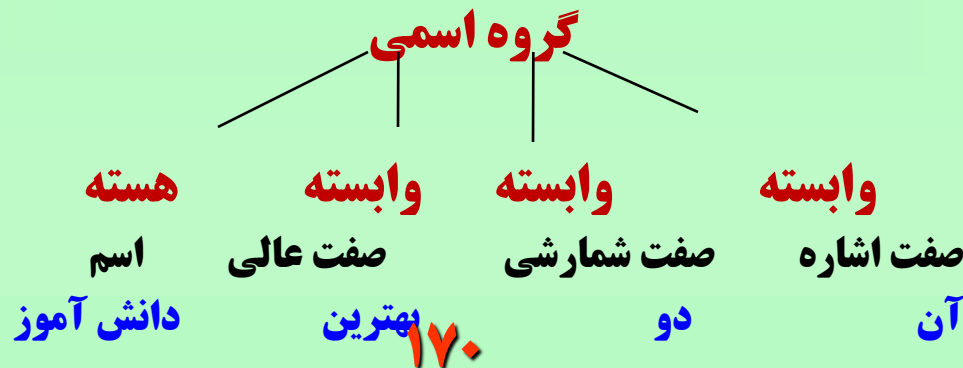 گروه اسمی
وابسته وابسته وابسته هسته
صفت اشاره صفت شمارشی صفت عالی اسم
آن دو بهترین دانش آموز
۱۷۰